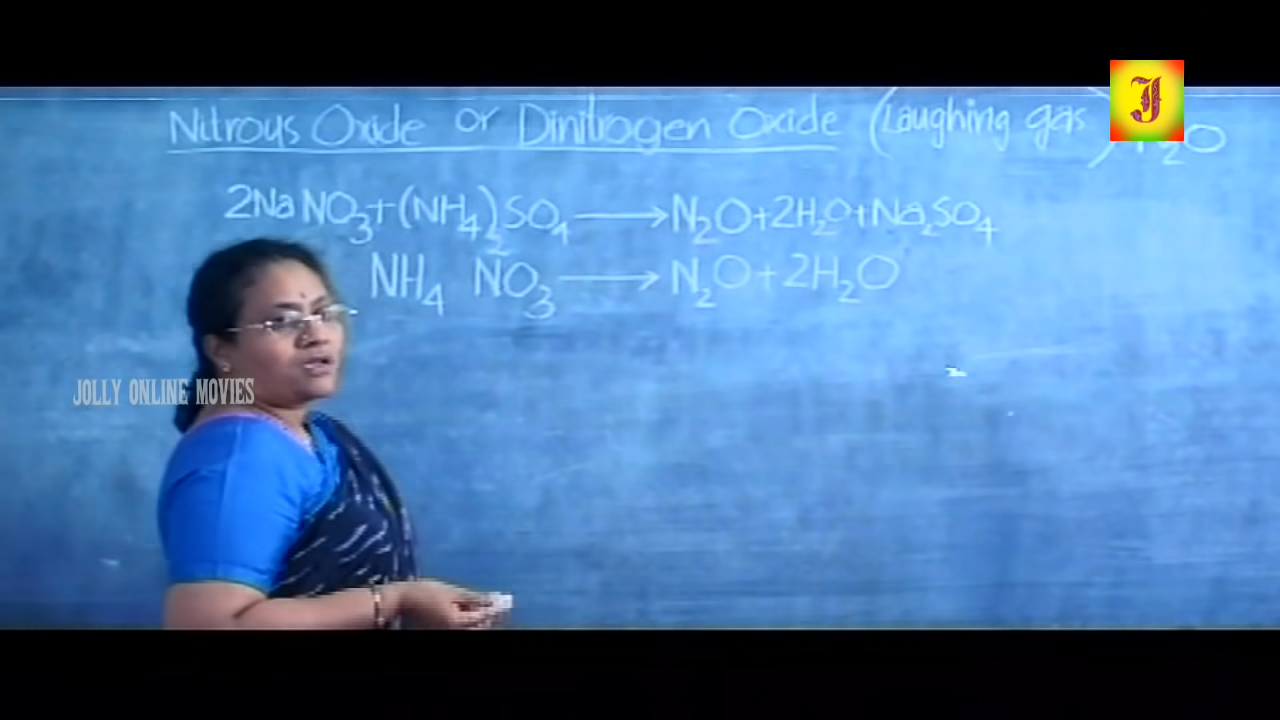 Nitrous Oxide or Dinitrogen Oxide (Laughing gas) N₂O
2NaNO₃+(NH₄)₂SO₄⟶N₂O+2H₂O+Na₂SO₄
NH₄ NO₃⟶N₂O+2H₂O
JOLLY ONLINE MOVIES
J